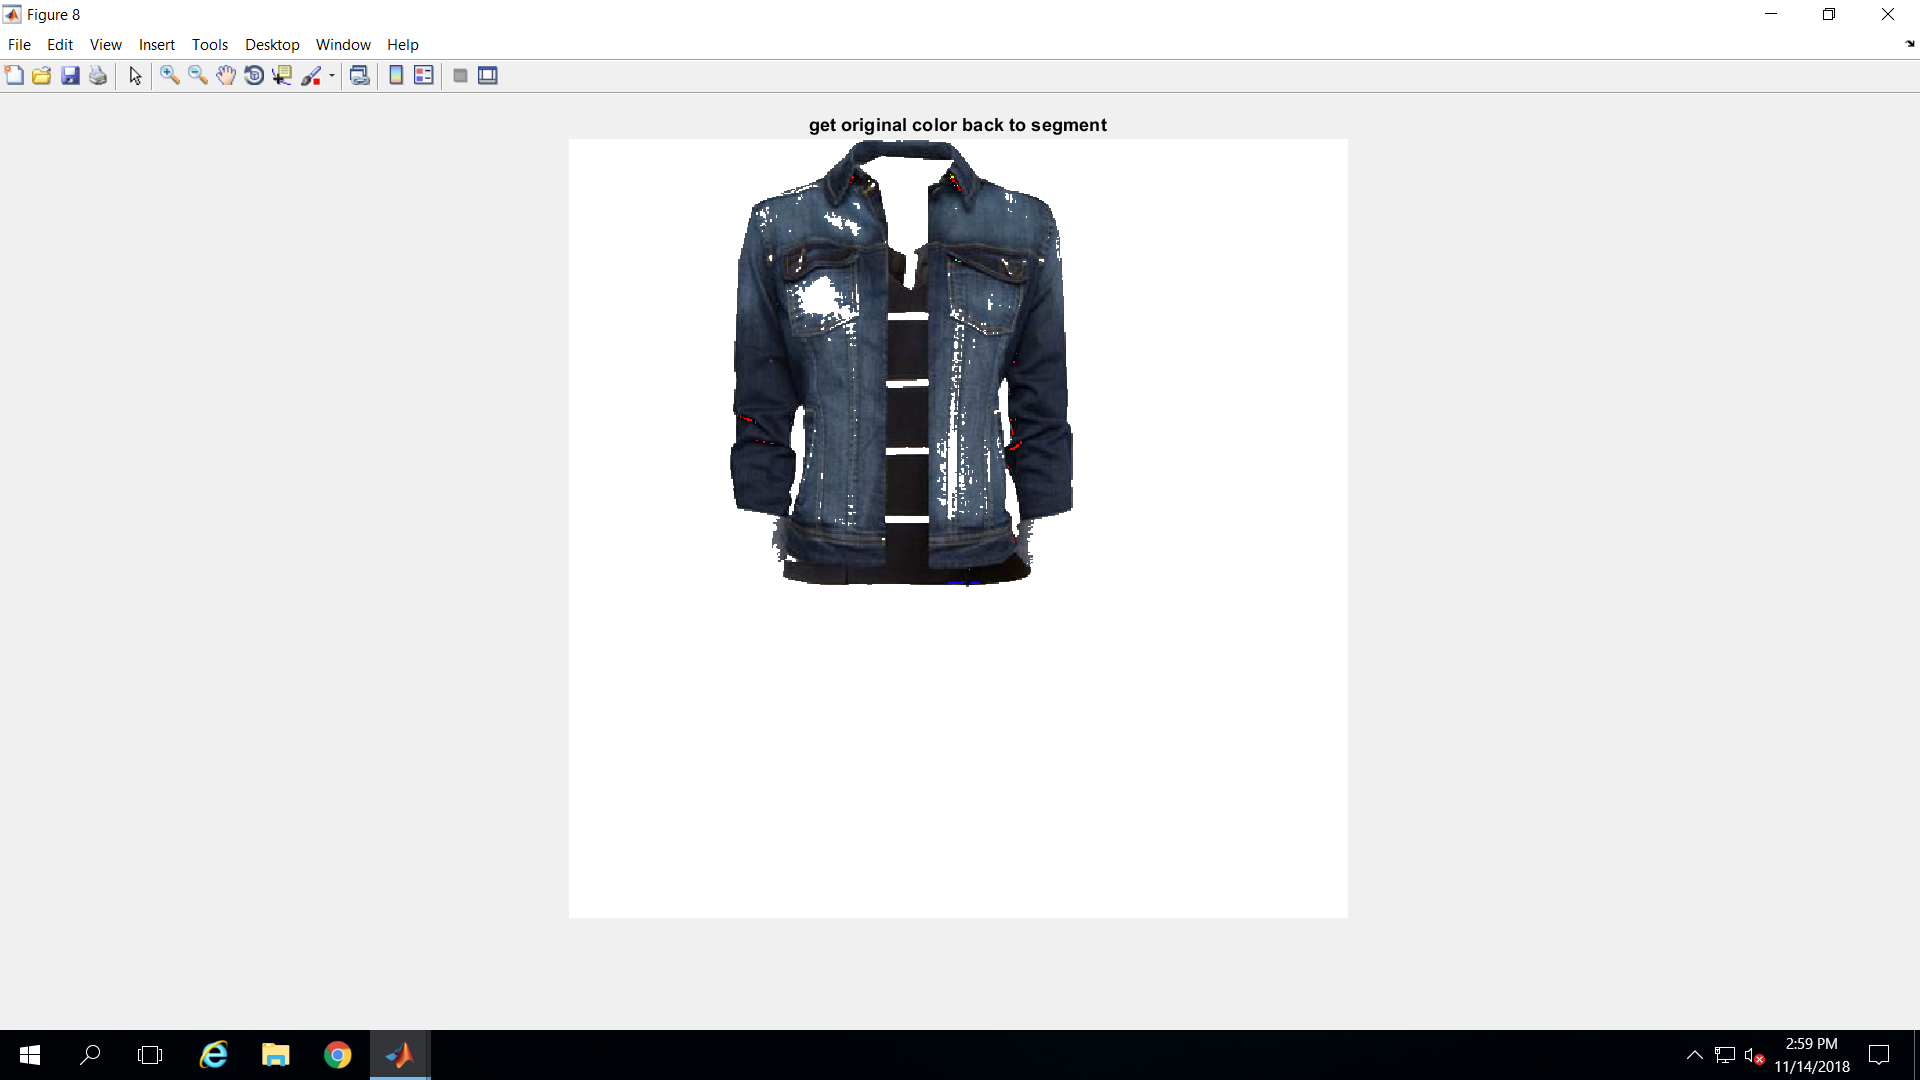 Figure 8
File Edit View Insert Tools Desktop Window Help
get original color back to segment
2:59 PM
11/14/2018